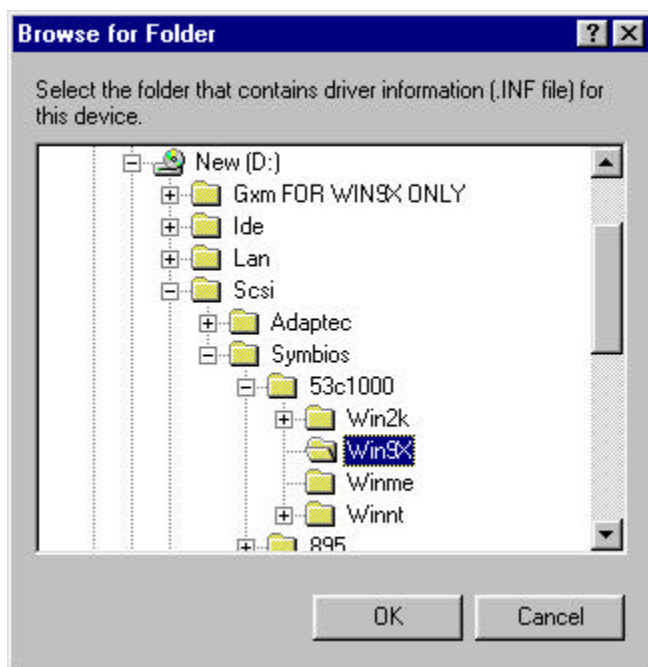 Browse for Folder
Select the folder that contains driver information (.INF file) for
this device.
New (D:)
Gxm FOR WIN9X ONLY
Ide
Lan
Scsi
Adaptec
Symbios
53c1000
Win2k
Win9X
Winme
Winnt
895
OK Cancel